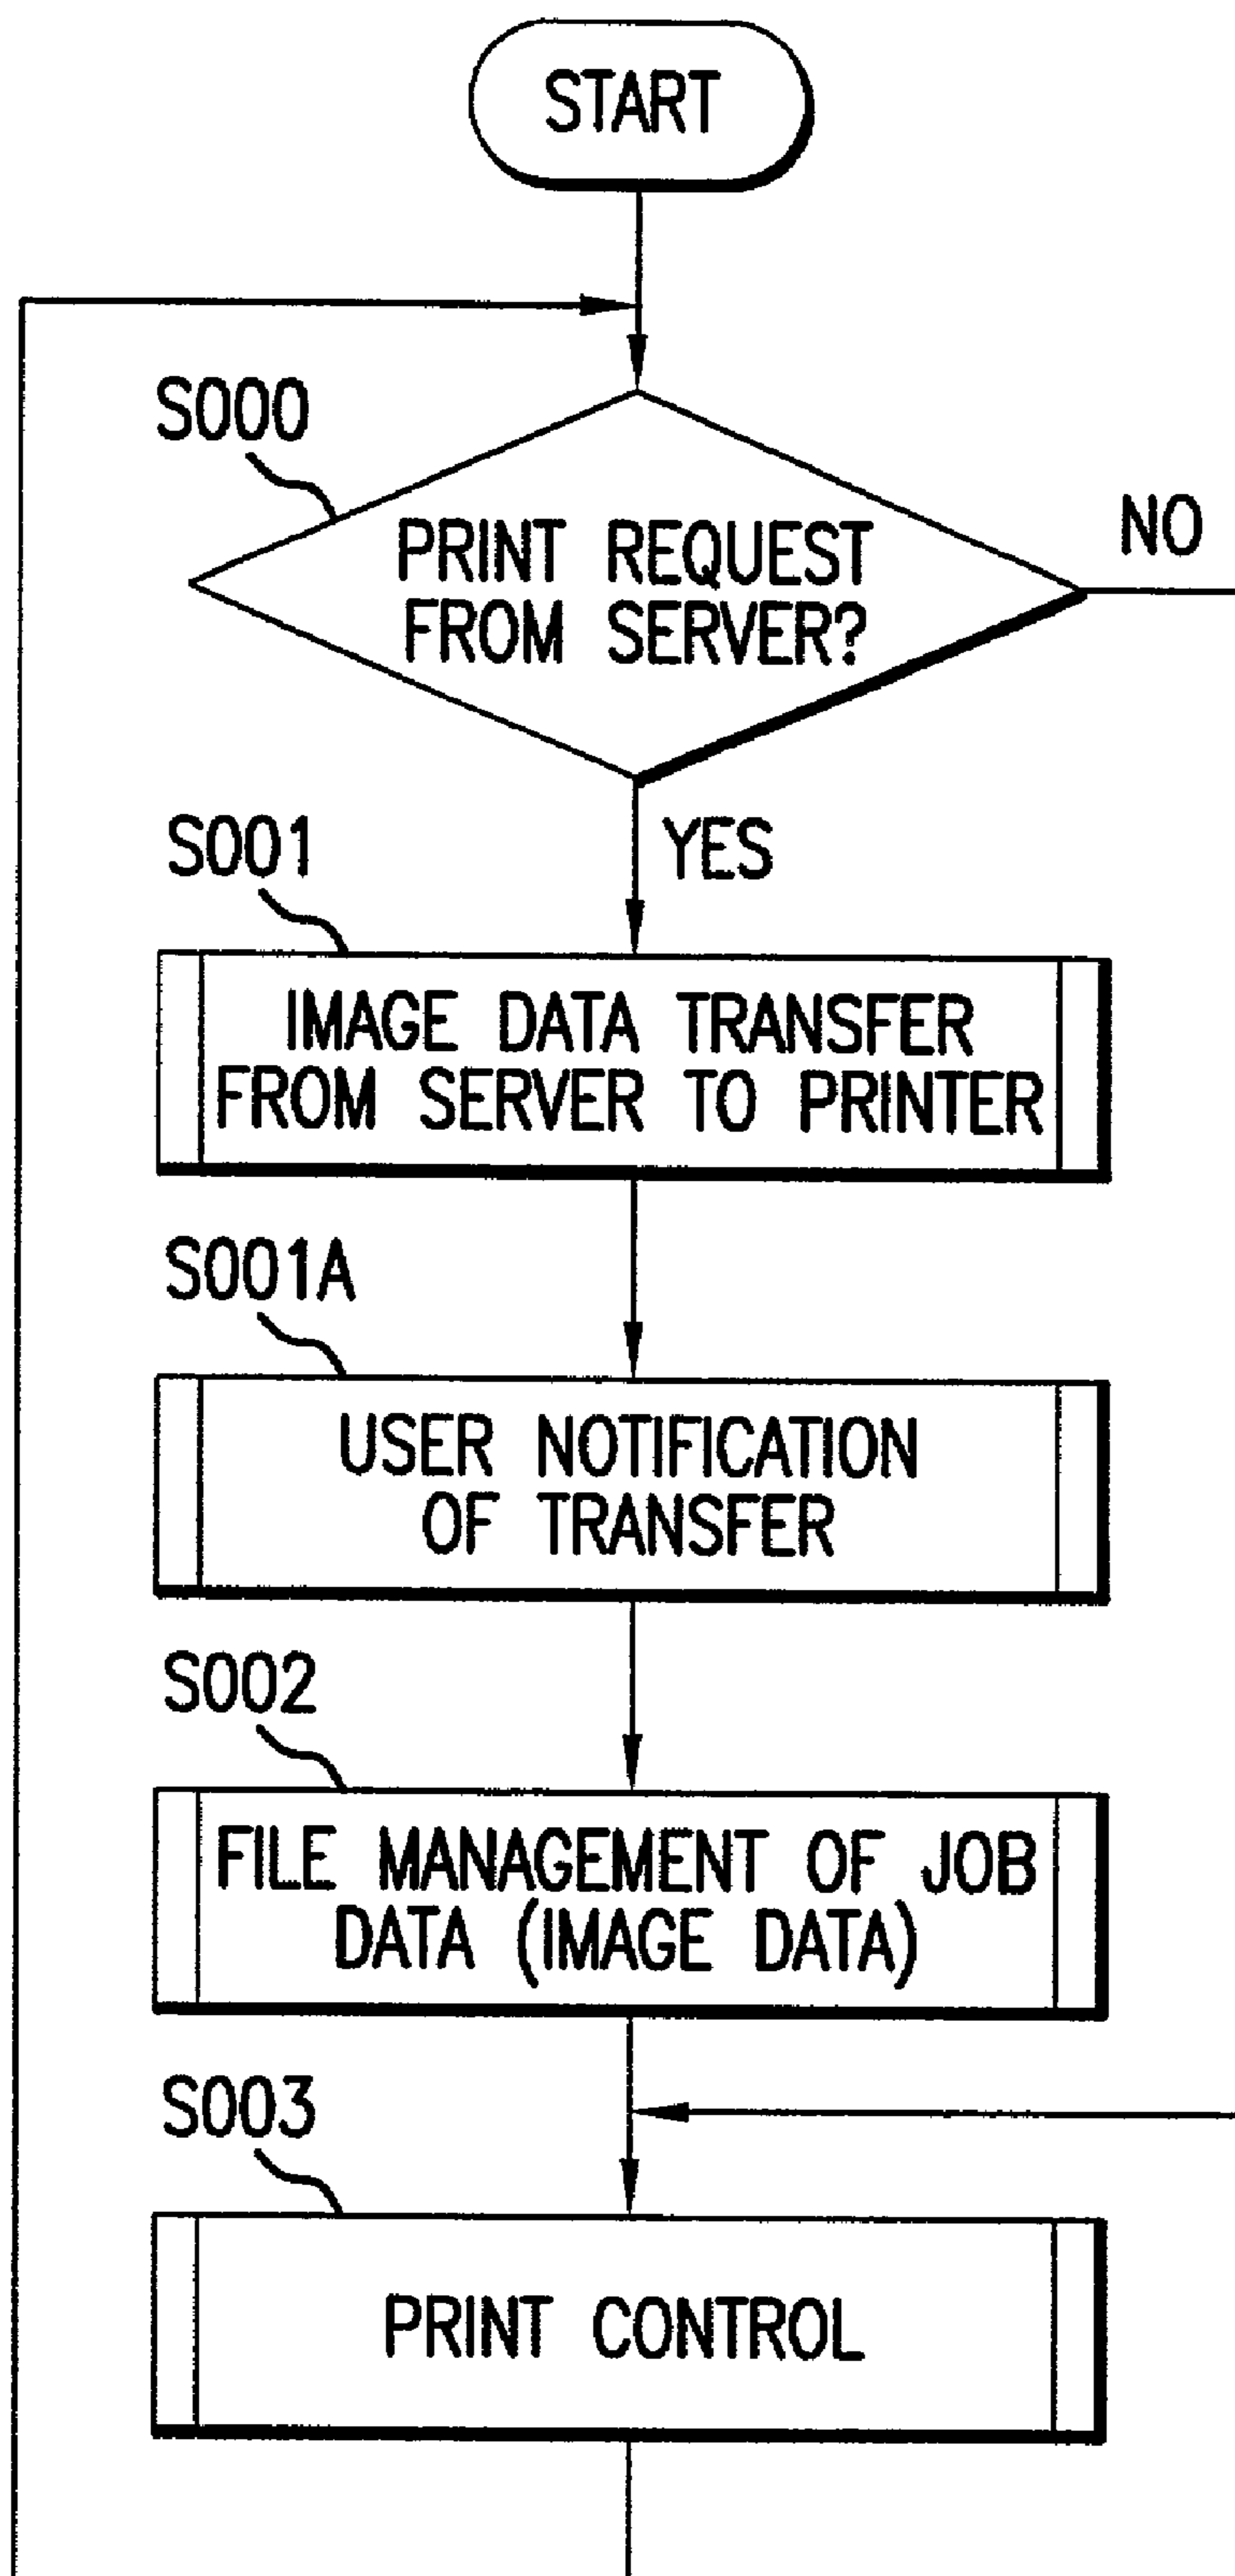 START
S000
PRINT REQUEST
FROM SERVER?
NO
YES
S001
IMAGE DATA TRANSFER
FROM SERVER TO PRINTER
S001A
USER NOTIFICATION
OF TRANSFER
S002
FILE MANAGEMENT OF JOB
DATA (IMAGE DATA)
S003
PRINT CONTROL